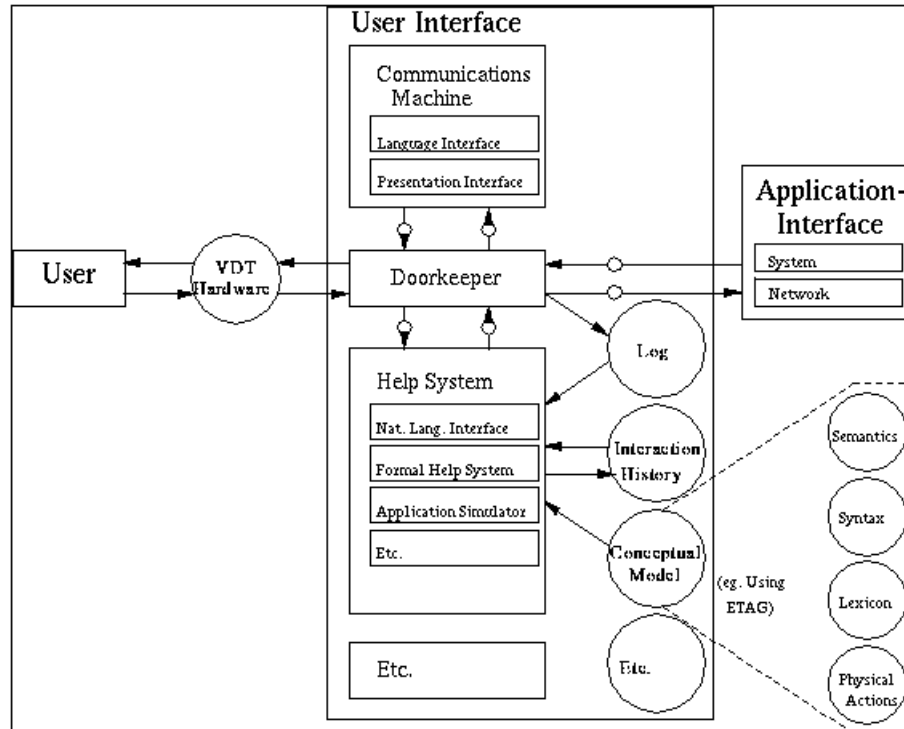 User Interface
Communications
Machine
Language Interface
Presentation Interface
Application-
Interface
System
Network
User
VDT
Hardware
Doorkeeper
Log
Help System
Nat. Lang. Interface
Formal Help System
Application Simulator
Etc.
Interaction
History
Conceptual
Model
(eg. Using
ETAG)
Semantics
Syntax
Lexicon
Physical
Actions
Etc.
Etc.